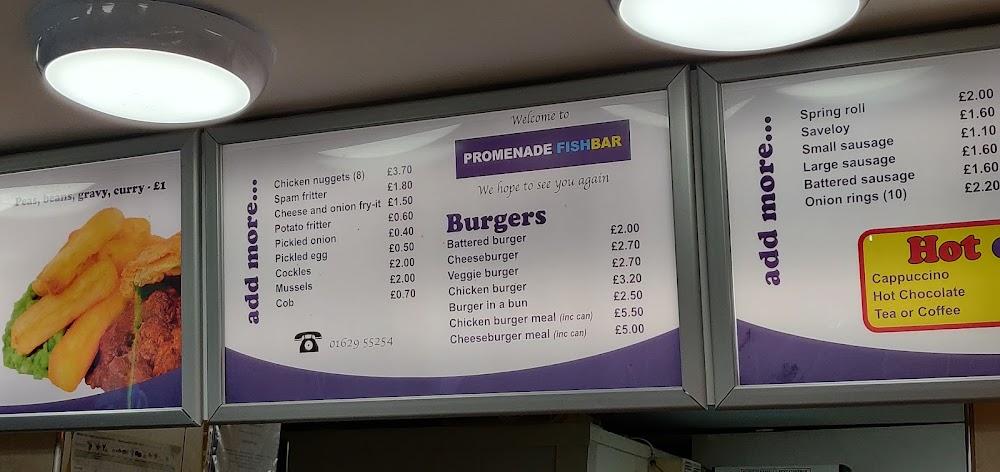 Peas, beans, gravy, curry - £1
add more...
Chicken nuggets (8) £3.70
Spam fritter £1.80
Cheese and onion fry-it £1.50
Potato fritter £0.60
Pickled onion £0.40
Pickled egg £0.50
Cockles £2.00
Mussels £2.00
Cob £0.70
01629 55254
Welcome to
PROMENADE FISHBAR
We hope to see you again
Burgers
Battered burger £2.00
Cheeseburger £2.70
Veggie burger £2.70
Chicken burger £3.20
Burger in a bun £2.50
Chicken burger meal (inc can) £5.50
Cheeseburger meal (inc can) £5.00
add more...
Spring roll £2.00
Saveloy £1.60
Small sausage £1.10
Large sausage £1.60
Battered sausage £1.60
Onion rings (10) £2.20
Hot
Cappuccino
Hot Chocolate
Tea or Coffee